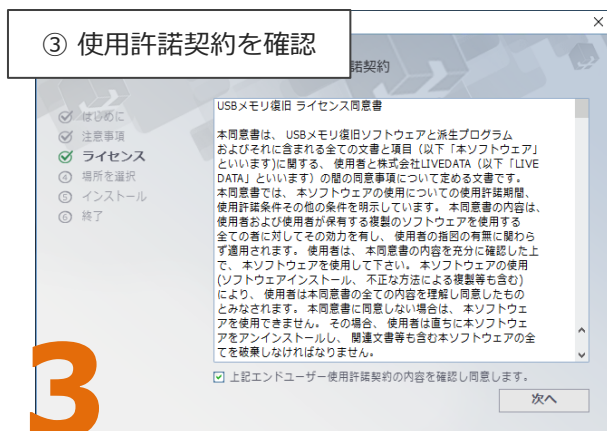 ③ 使用許諾契約を確認
諾契約
はじめに
注意事項
ライセンス
④ 場所を選択
⑤ インストール
⑥ 終了
USBメモリ復旧 ライセンス同意書
本同意書は、 USBメモリ復旧ソフトウェアと派生プログラム
およびそれに含まれる全ての文書と項目（以下「本ソフトウェア」
といいます)に関する、 使用者と株式会社LIVEDATA（以下「LIVE
DATA」といいます）の間の同意事項について定める文書です。
本同意書では、 本ソフトウェアの使用についての使用許諾期間、
使用許諾条件その他の条件を明示しています。 本同意書の内容は、
使用者および使用者が保有する複製のソフトウェアを使用する
全ての者に対してその効力を有し、 使用者の指図の有無に関わら
ず適用されます。 使用者は、 本同意書の内容を充分に確認した上
で、 本ソフトウェアを使用して下さい。 本ソフトウェアの使用
(ソフトウェアインストール、 不正な方法による複製等も含む)
により、 使用者は本同意書の全ての内容を理解し同意したもの
とみなされます。 本同意書に同意しない場合は、 本ソフトウェ
アを使用できません。 その場合、 使用者は直ちに本ソフトウェ
アをアンインストールし、 関連文書等も含む本ソフトウェアの全
てを破棄しなければなりません。
上記エンドユーザー使用許諾契約の内容を確認し同意します。
次へ
3